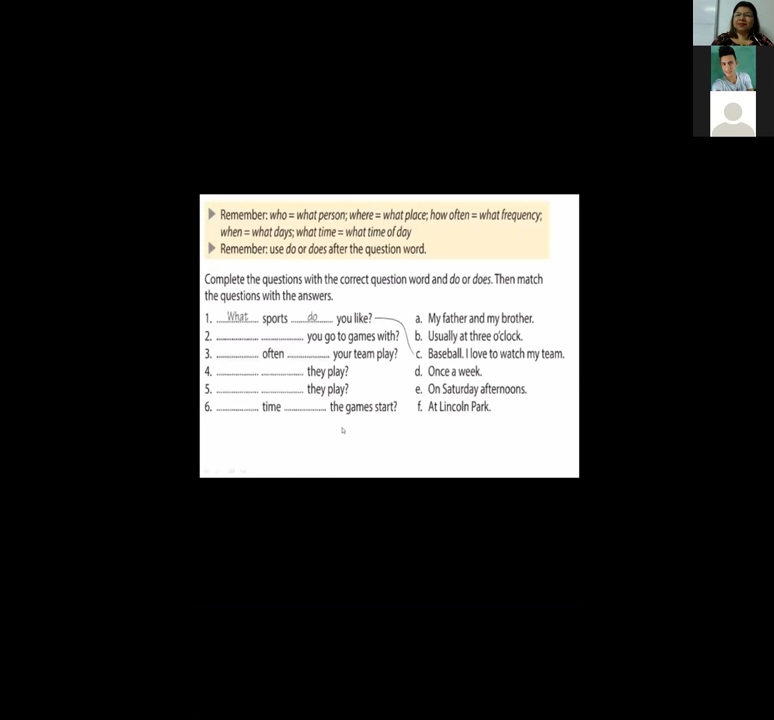 Remember: who = what person; where = what place; how often = what frequency;
when = what days; what time = what time of day
Remember: use do or does after the question word.
Complete the questions with the correct question word and do or does. Then match
the questions with the answers.
1. What sports do you like?
2. .................... .................... you go to games with?
3. .................... often .................... your team play?
4. .................... .................... they play?
5. .................... .................... they play?
6. .................... time .................... the games start?
a. My father and my brother.
b. Usually at three o'clock.
c. Baseball. I love to watch my team.
d. Once a week.
e. On Saturday afternoons.
f. At Lincoln Park.